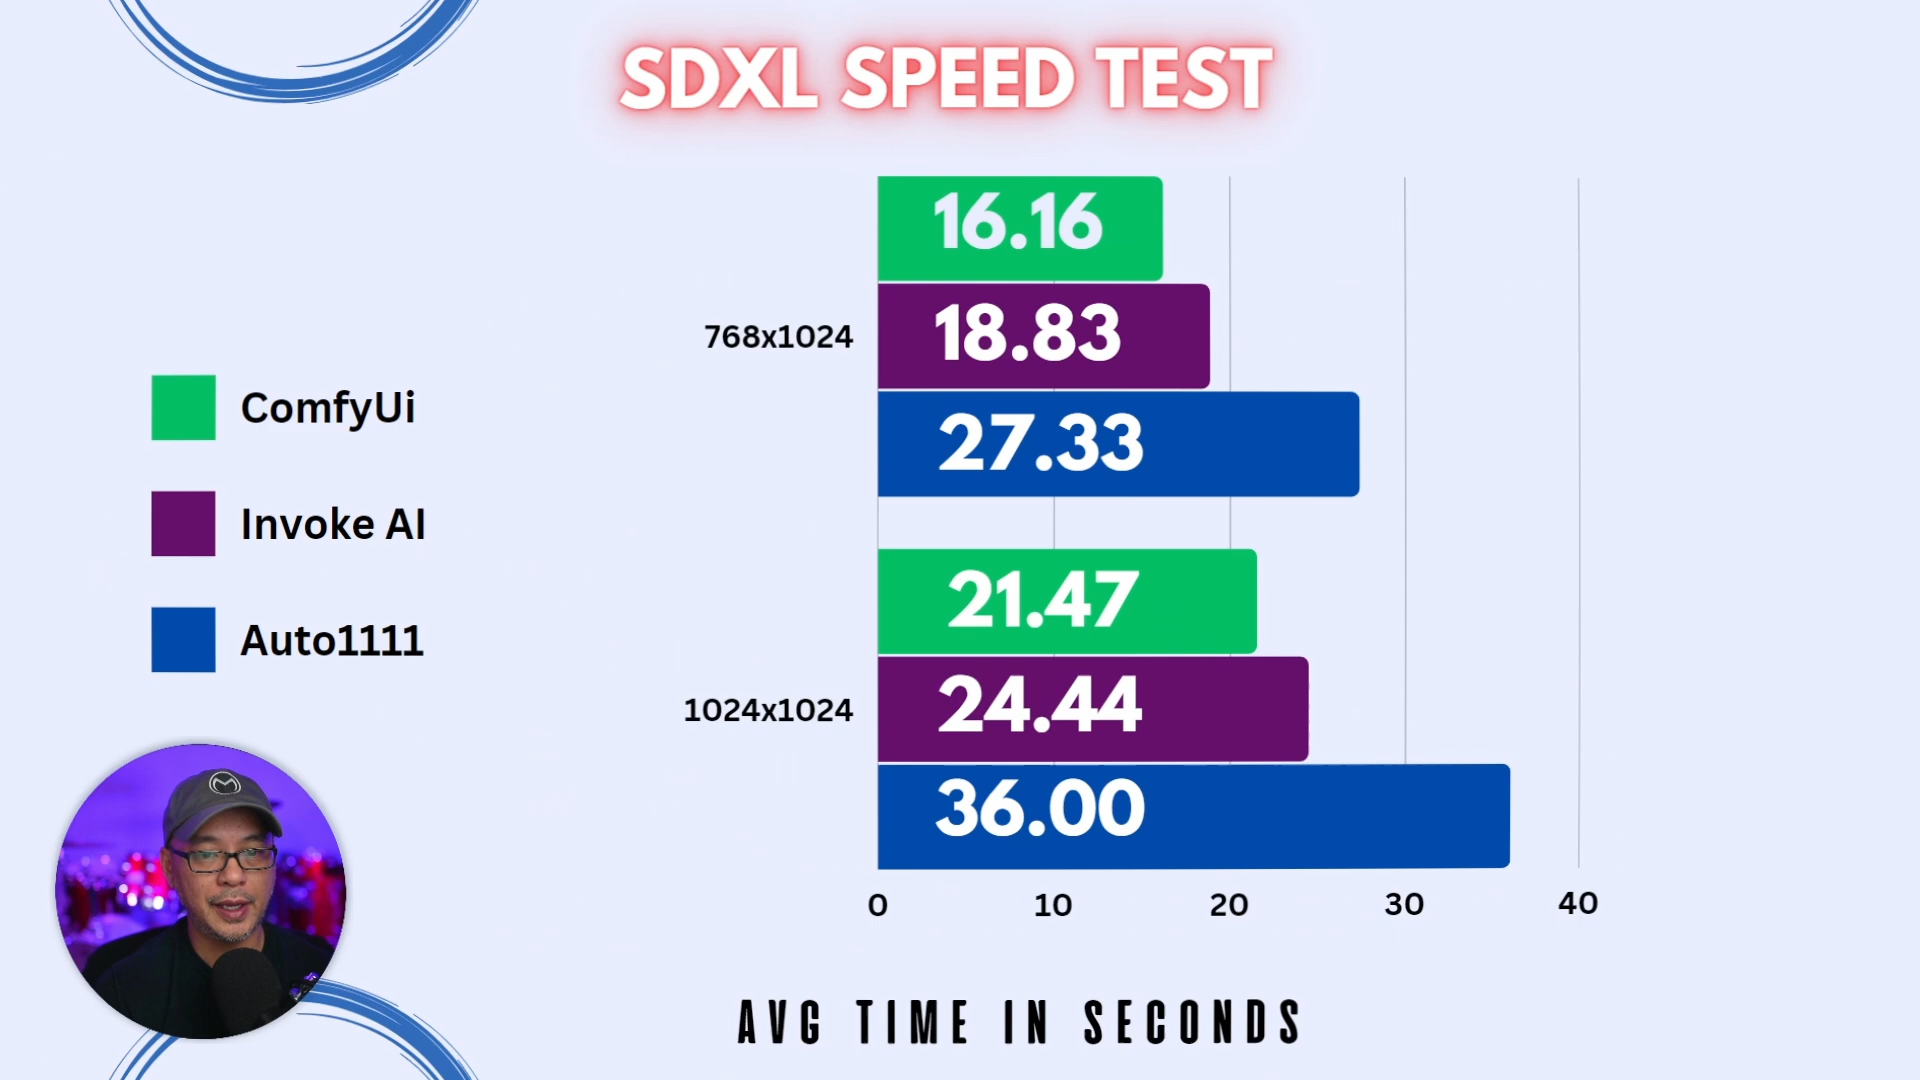 SDXL SPEED TEST
16.16
18.83
768x1024
27.33
ComfyUi
Invoke AI
Auto1111
21.47
24.44
1024x1024
36.00
0 10 20 30 40
AVG TIME IN SECONDS